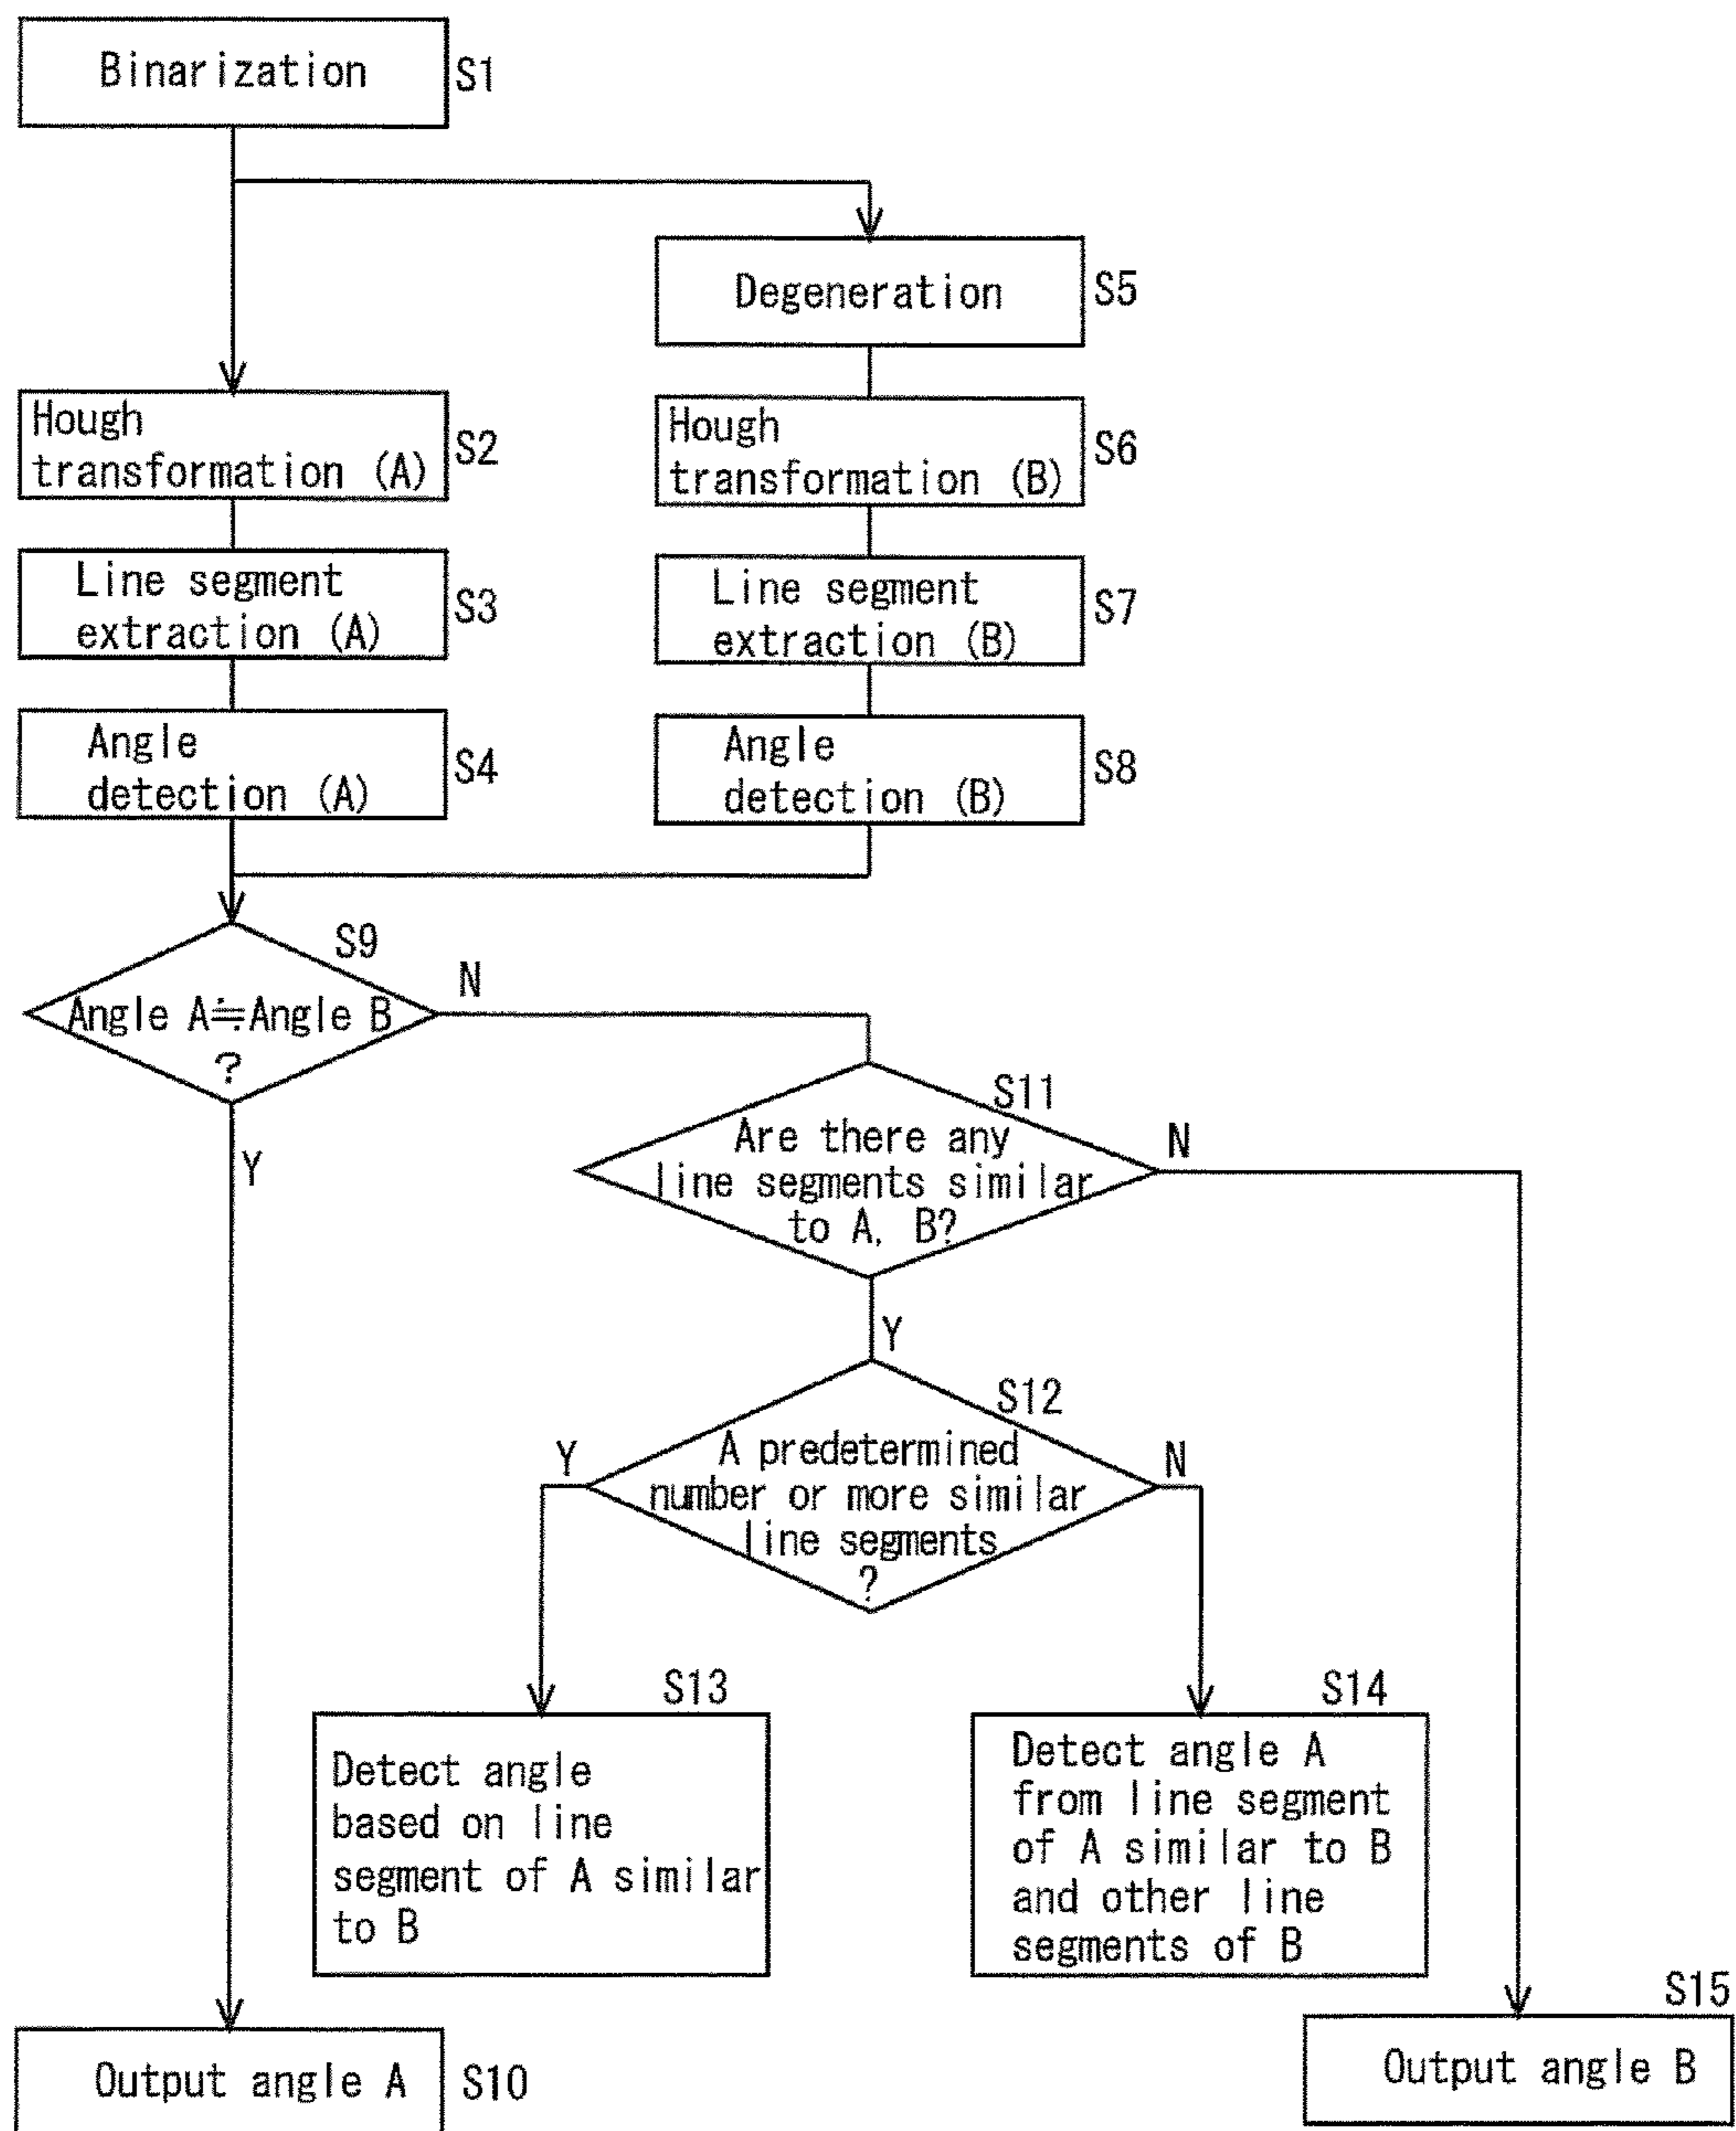 Binarization
S1
Degeneration
S5
Hough
transformation (A)
S2
Hough
transformation (B)
S6
Line segment
extraction (A)
S3
Line segment
extraction (B)
S7
Angle
detection (A)
S4
Angle
detection (B)
S8
S9
Angle A≒Angle B
?
N
Y
S11
Are there any
line segments similar
to A, B?
N
Y
S12
A predetermined
number or more similar
line segments
?
Y
N
S13
Detect angle
based on line
segment of A similar
to B
S14
Detect angle A
from line segment
of A similar to B
and other line
segments of B
S15
Output angle B
Output angle A
S10